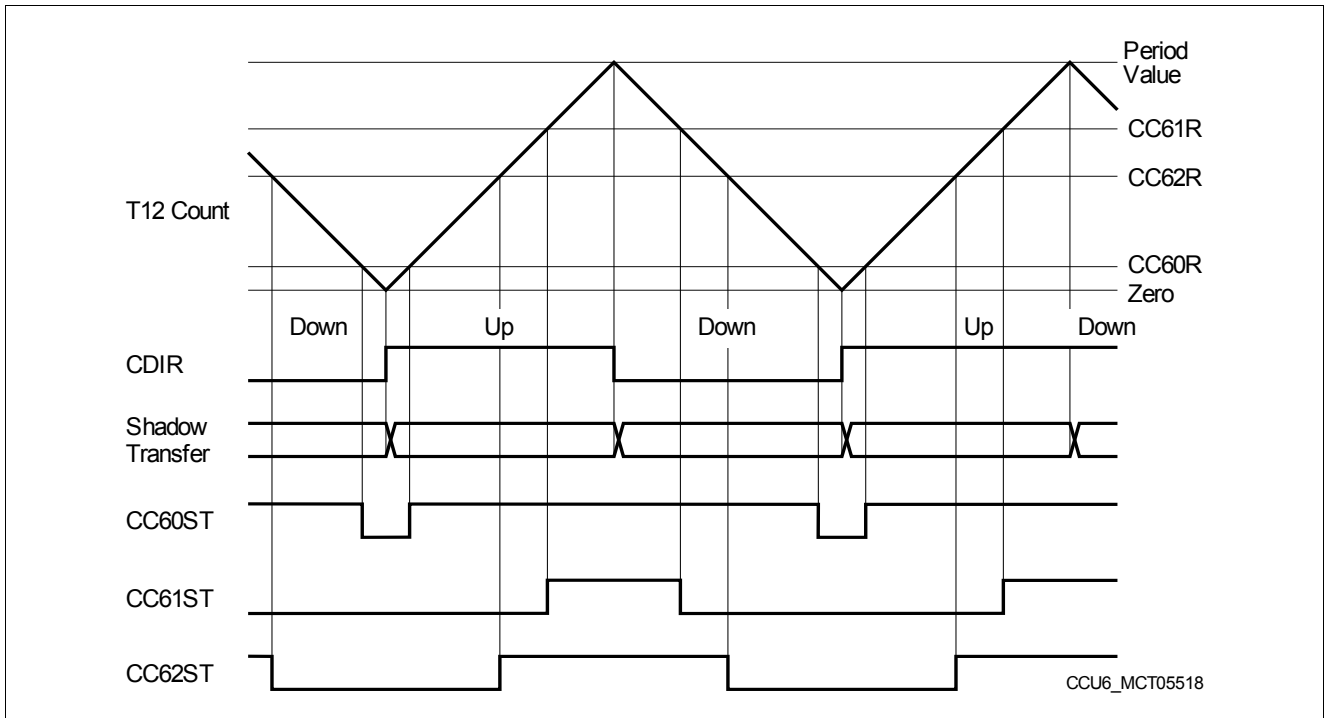 Period
Value
CC61R
CC62R
T12 Count
CC60R
Zero
Down Up Down Up Down
CDIR
Shadow
Transfer
CC60ST
CC61ST
CC62ST
CCU6_MCT05518